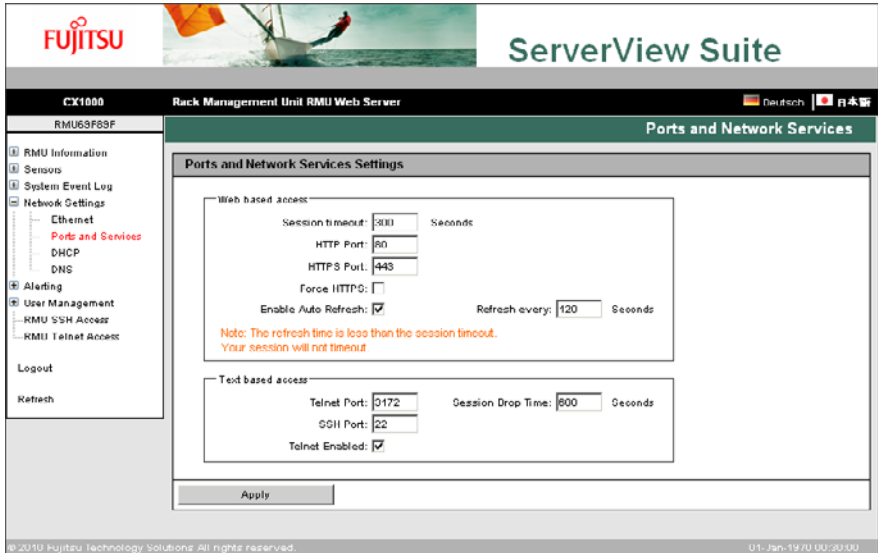 FUJITSU
ServerView Suite
CX1000
Rack Management Unit RMU Web Server
Deutsch
日本語
RMU69F89F
Ports and Network Services
RMU Information
Sensors
System Event Log
Network Settings
Ethernet
Ports and Services
DHCP
DNS
Alerting
User Management
RMU SSH Access
RMU Telnet Access
Logout
Refresh
Ports and Network Services Settings
Web based access
Session timeout: 300 Seconds
HTTP Port: 80
HTTPS Port: 443
Force HTTPS:
Enable Auto Refresh: Refresh every: 120 Seconds
Note: The refresh time is less than the session timeout.
Your session will not timeout
Text based access
Telnet Port: 3172 Session Drop Time: 600 Seconds
SSH Port: 22
Telnet Enabled:
Apply
© 2010 Fujitsu Technology Solutions All rights reserved.
01-Jan-1970 00:30:00